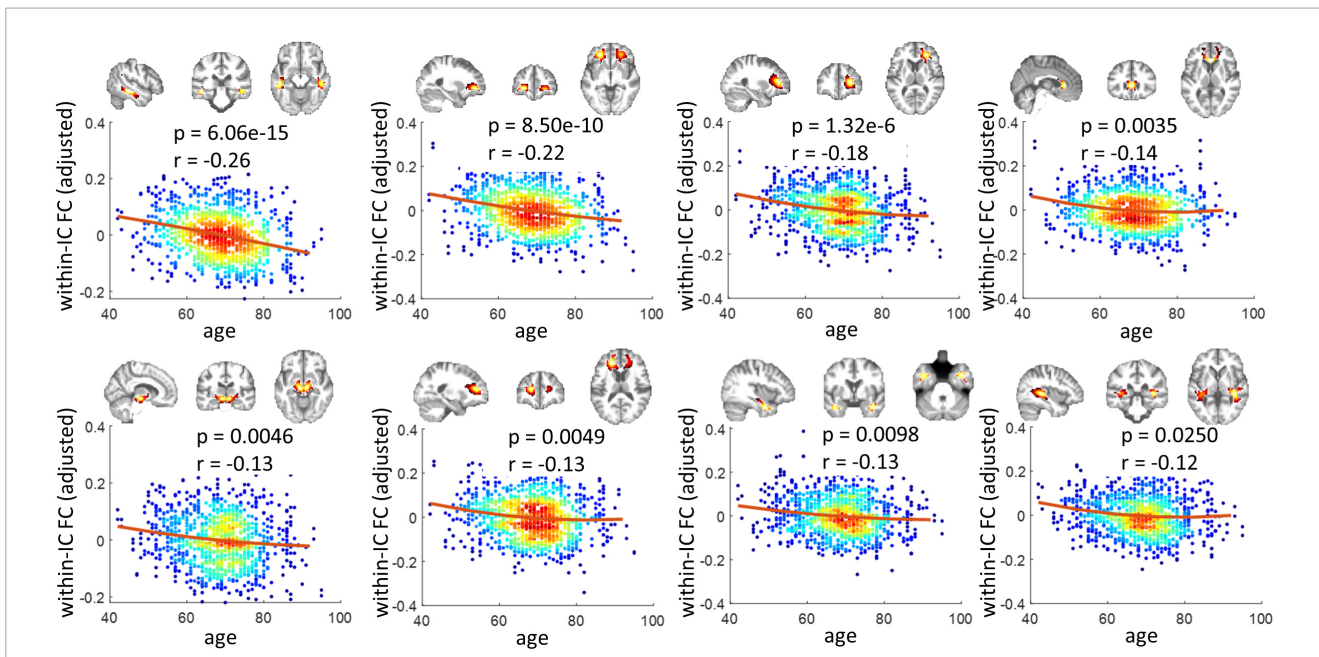 p = 6.06e-15
r = -0.26
within-IC FC (adjusted)
0.4
0.2
0
-0.2
40
60
80
100
age
p = 8.50e-10
r = -0.22
within-IC FC (adjusted)
0.4
0.2
0
-0.2
-0.4
40
60
80
100
age
p = 1.32e-6
r = -0.18
within-IC FC (adjusted)
0.4
0.2
0
-0.2
-0.4
40
60
80
100
age
p = 0.0035
r = -0.14
within-IC FC (adjusted)
0.4
0.2
0
-0.2
-0.4
40
60
80
100
age
p = 0.0046
r = -0.13
within-IC FC (adjusted)
0.4
0.2
0
-0.2
40
60
80
100
age
p = 0.0049
r = -0.13
within-IC FC (adjusted)
0.4
0.2
0
-0.2
-0.4
40
60
80
100
age
p = 0.0098
r = -0.13
within-IC FC (adjusted)
0.4
0.2
0
-0.2
-0.4
40
60
80
100
age
p = 0.0250
r = -0.12
within-IC FC (adjusted)
0.4
0.2
0
-0.2
-0.4
40
60
80
100
age